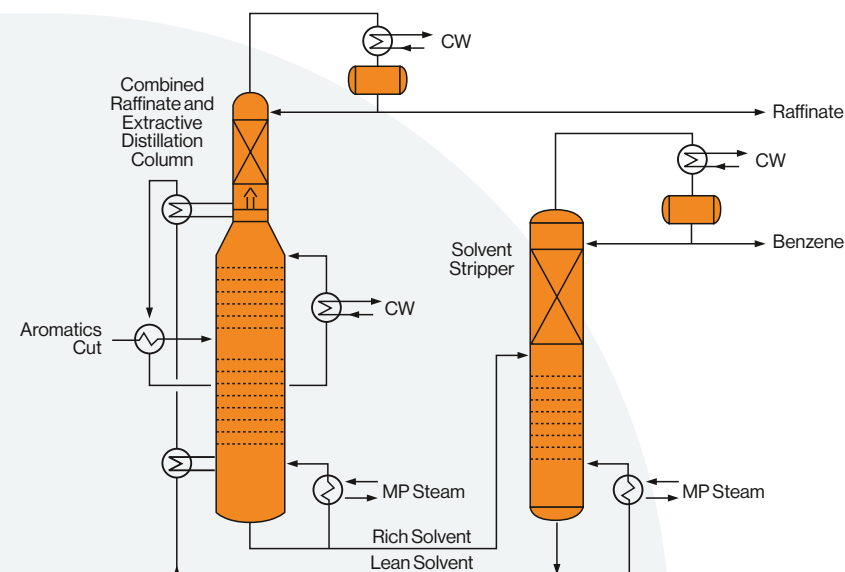 CW
Combined
Raffinate and
Extractive
Distillation
Column
Raffinate
CW
Solvent
Stripper
Benzene
CW
Aromatics
Cut
MP Steam
MP Steam
Rich Solvent
Lean Solvent